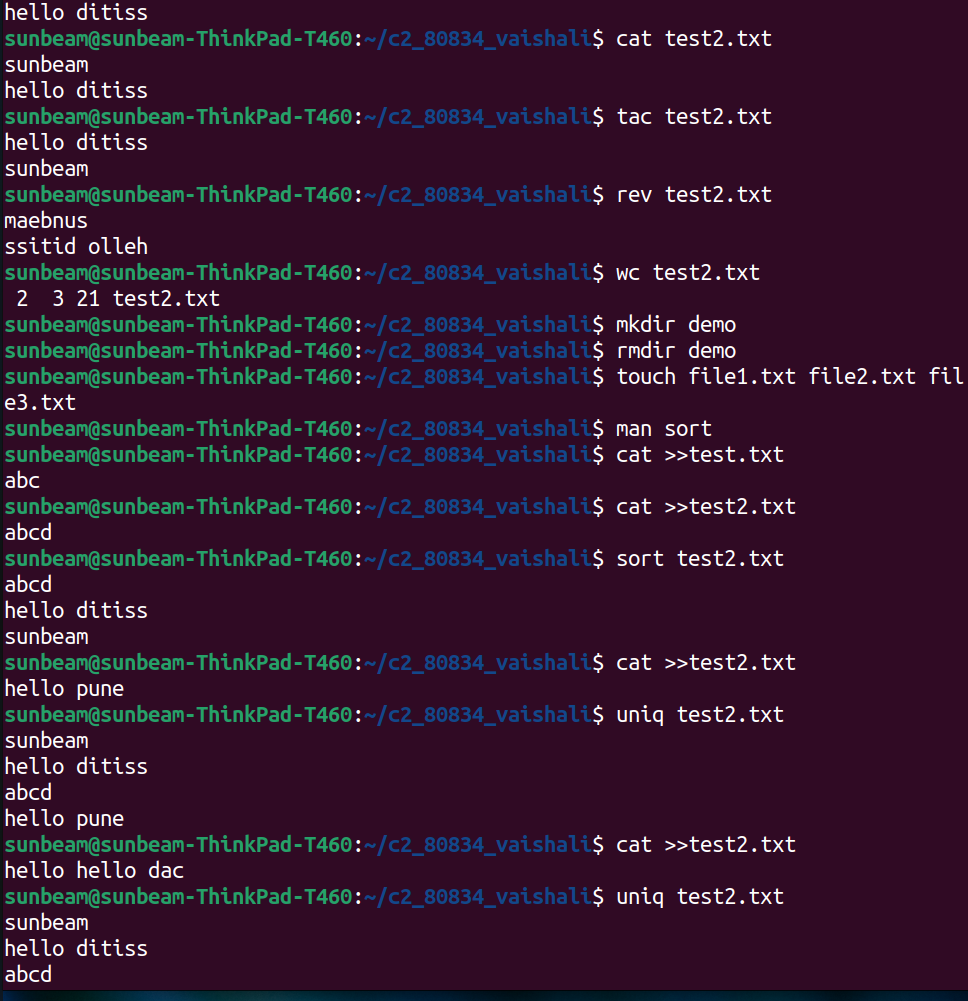 hello ditiss
sunbeam@sunbeam-ThinkPad-T460:~/c2_80834_vaishali$ cat test2.txt
sunbeam
hello ditiss
sunbeam@sunbeam-ThinkPad-T460:~/c2_80834_vaishali$ tac test2.txt
hello ditiss
sunbeam
sunbeam@sunbeam-ThinkPad-T460:~/c2_80834_vaishali$ rev test2.txt
maebnus
ssitid olleh
sunbeam@sunbeam-ThinkPad-T460:~/c2_80834_vaishali$ wc test2.txt
 2  3 21 test2.txt
sunbeam@sunbeam-ThinkPad-T460:~/c2_80834_vaishali$ mkdir demo
sunbeam@sunbeam-ThinkPad-T460:~/c2_80834_vaishali$ rmdir demo
sunbeam@sunbeam-ThinkPad-T460:~/c2_80834_vaishali$ touch file1.txt file2.txt fil
e3.txt
sunbeam@sunbeam-ThinkPad-T460:~/c2_80834_vaishali$ man sort
sunbeam@sunbeam-ThinkPad-T460:~/c2_80834_vaishali$ cat >>test.txt
abc
sunbeam@sunbeam-ThinkPad-T460:~/c2_80834_vaishali$ cat >>test2.txt
abcd
sunbeam@sunbeam-ThinkPad-T460:~/c2_80834_vaishali$ sort test2.txt
abcd
hello ditiss
sunbeam
sunbeam@sunbeam-ThinkPad-T460:~/c2_80834_vaishali$ cat >>test2.txt
hello pune
sunbeam@sunbeam-ThinkPad-T460:~/c2_80834_vaishali$ uniq test2.txt
sunbeam
hello ditiss
abcd
hello pune
sunbeam@sunbeam-ThinkPad-T460:~/c2_80834_vaishali$ cat >>test2.txt
hello hello dac
sunbeam@sunbeam-ThinkPad-T460:~/c2_80834_vaishali$ uniq test2.txt
sunbeam
hello ditiss
abcd